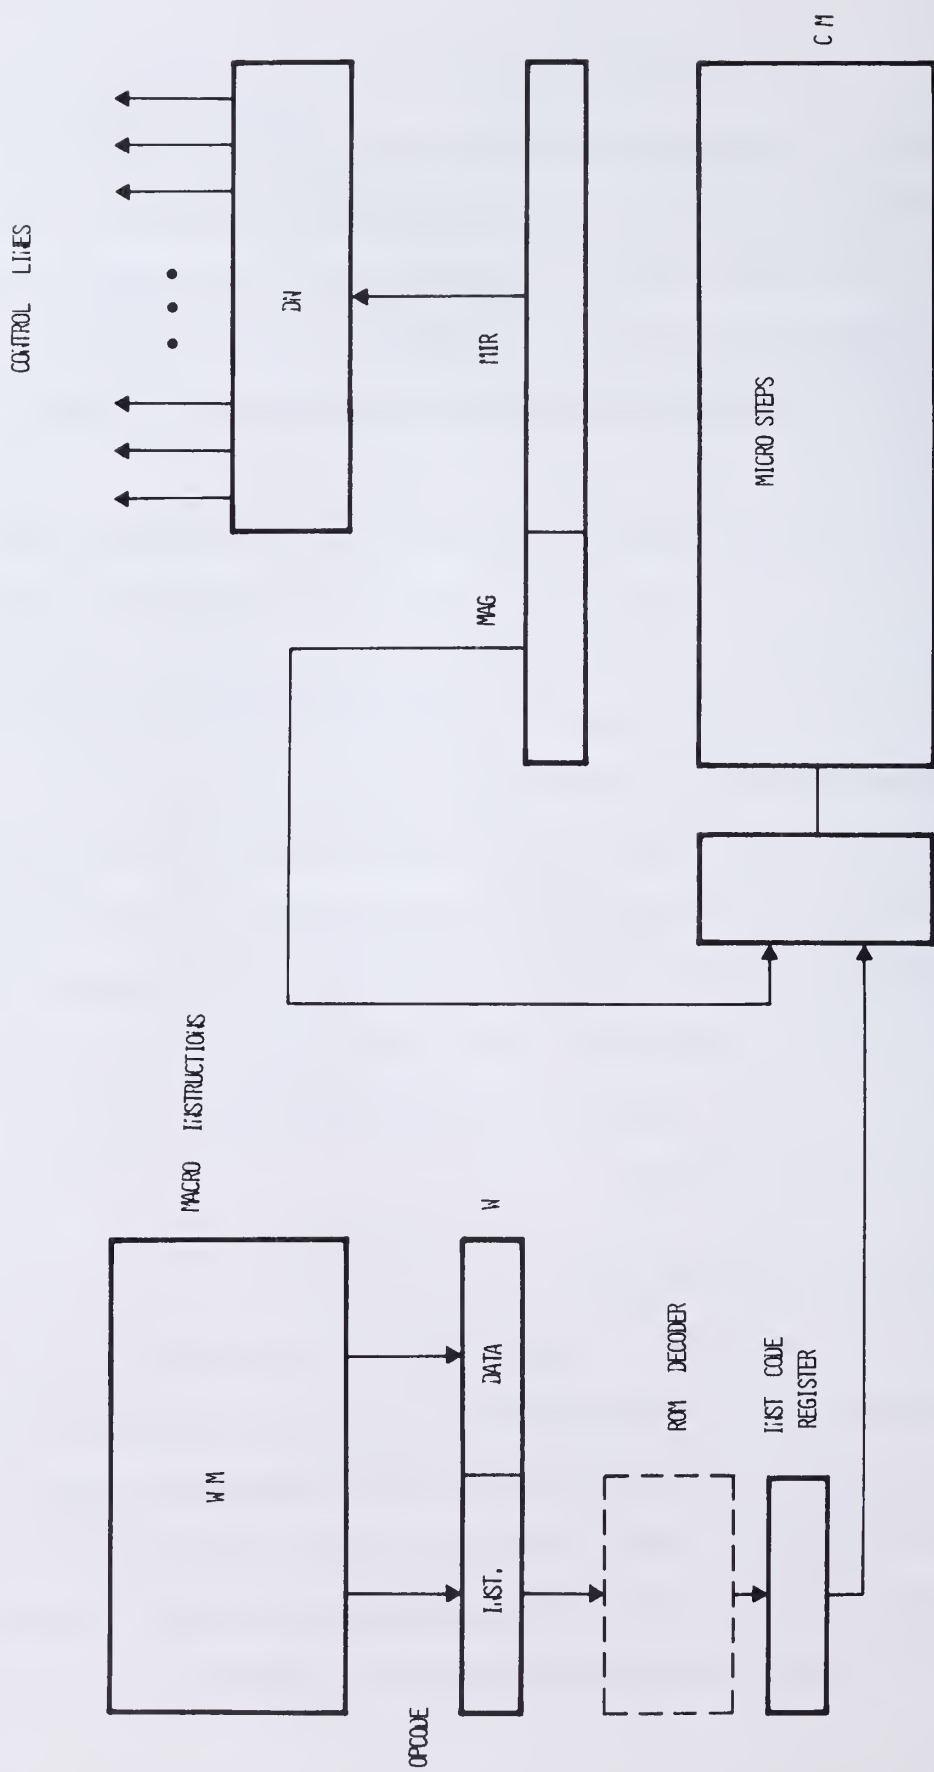 MACRO INSTRUCTIONS
W M
OPCODE
INST.
DATA
W
ROM DECODER
INST CODE
REGISTER
CONTROL LINES
DN
MIR
MAG
MICRO STEPS
C M